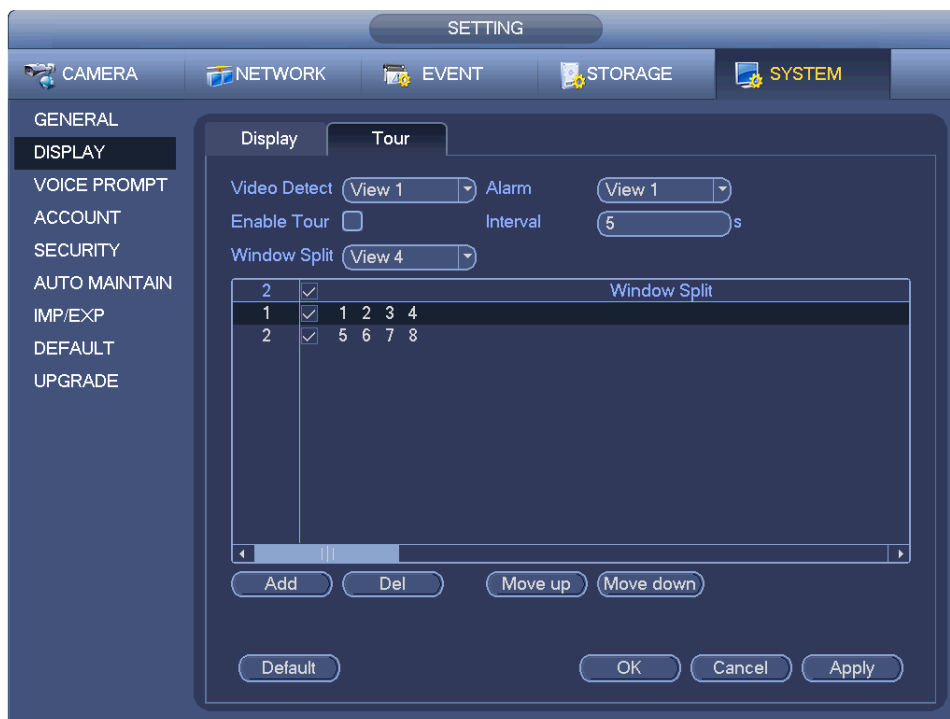 SETTING
CAMERA NETWORK EVENT STORAGE SYSTEM
GENERAL
DISPLAY
VOICE PROMPT
ACCOUNT
SECURITY
AUTO MAINTAIN
IMP/EXP
DEFAULT
UPGRADE
Display Tour
Video Detect View 1 Alarm View 1
Enable Tour Interval 5 s
Window Split View 4
2 Window Split
1 1 2 3 4
2 5 6 7 8
Add Del Move up Move down
Default OK Cancel Apply